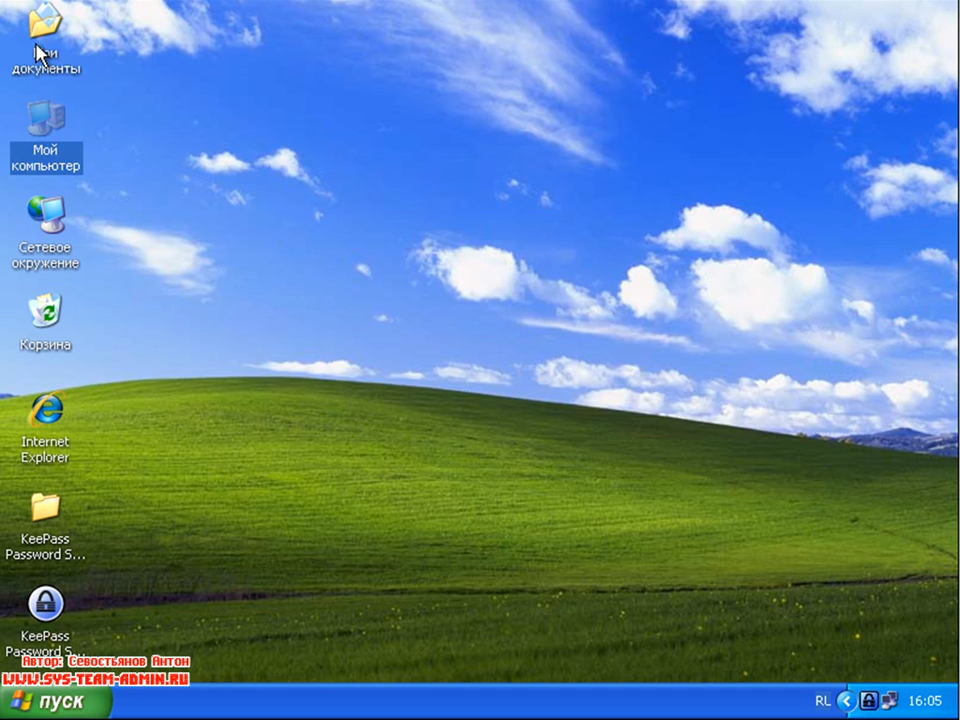 Мои
документы
Мой
компьютер
Сетевое
окружение
Корзина
Internet
Explorer
KeePass
Password S...
KeePass
Password S...
Автор: Севостьянов Антон
WWW.SYS-TEAM-ADMIN.RU
пуск
RL
16:05